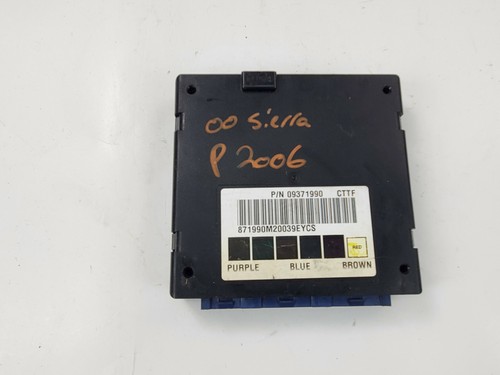 00 Sierra
P 2006
P/N 09371990 CTTF
871990M20039EYCS
RED
PURPLE BLUE BROWN